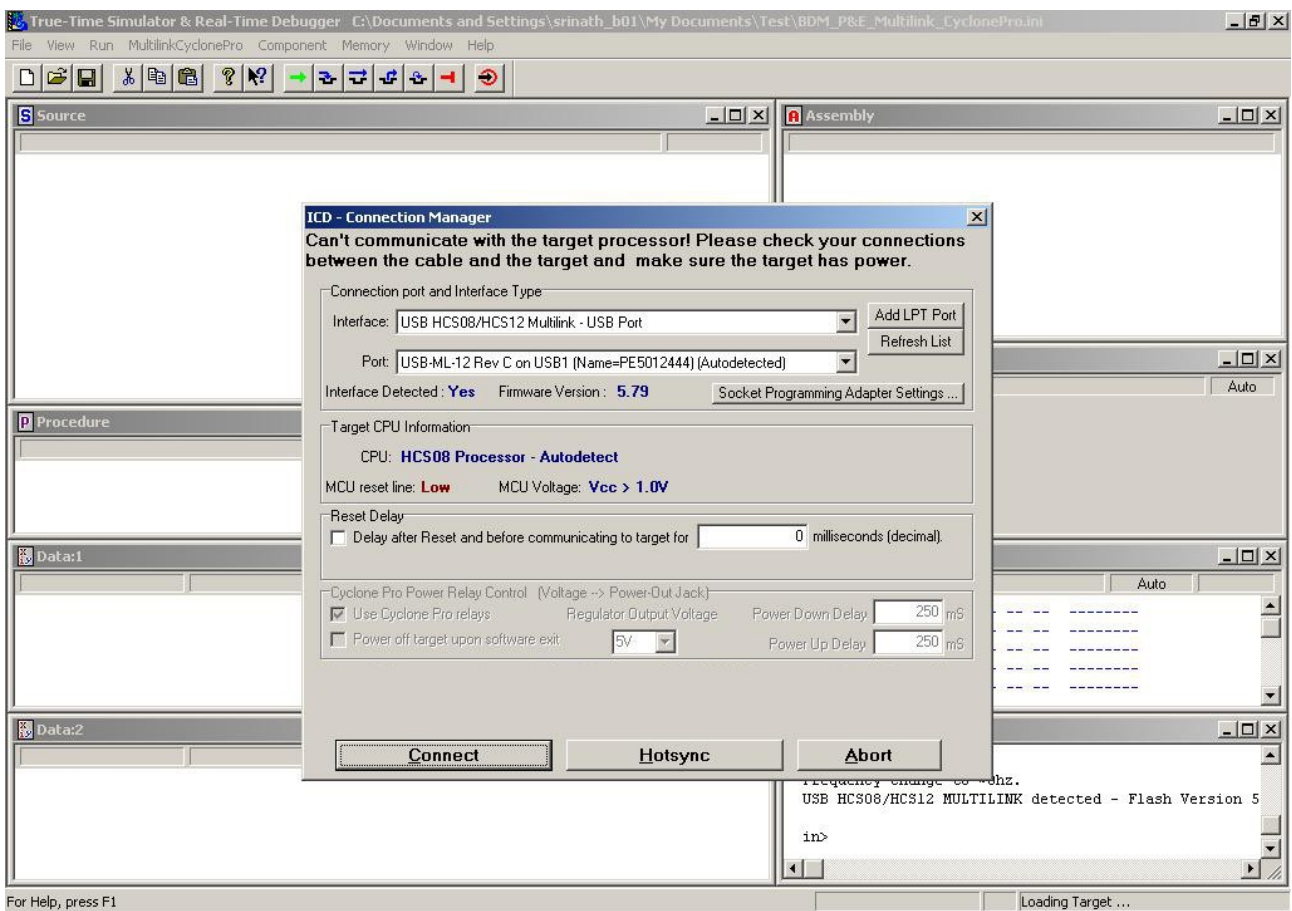 True-Time Simulator & Real-Time Debugger C:\Documents and Settings\srinath_b01\My Documents\Test\BDM_P&E_Multilink_CyclonePro.ini
File View Run MultilinkCyclonePro Component Memory Window Help
S Source
A Assembly
ICD - Connection Manager
Can't communicate with the target processor! Please check your connections
between the cable and the target and make sure the target has power.
Connection port and Interface Type
Interface: USB HCS08/HCS12 Multilink - USB Port
Add LPT Port
Refresh List
Port: USB-ML-12 Rev C on USB1 (Name=PE5012444) (Autodetected)
Interface Detected : Yes Firmware Version : 5.79 Socket Programming Adapter Settings ...
Auto
P Procedure
Target CPU Information
CPU: HCS08 Processor - Autodetect
MCU reset line: Low MCU Voltage: Vcc > 1.0V
Reset Delay
Delay after Reset and before communicating to target for 0 milliseconds (decimal).
Data:1
Auto
Cyclone Pro Power Relay Control (Voltage --> Power-Out Jack)
Use Cyclone Pro relays Regulator Output Voltage Power Down Delay 250 mS
Power off target upon software exit 5V Power Up Delay 250 mS
-- -- --------
-- -- --------
-- -- --------
-- -- --------
-- -- --------
Data:2
Connect Hotsync Abort
USB HCS08/HCS12 MULTILINK detected - Flash Version 5
in>
For Help, press F1
Loading Target ...